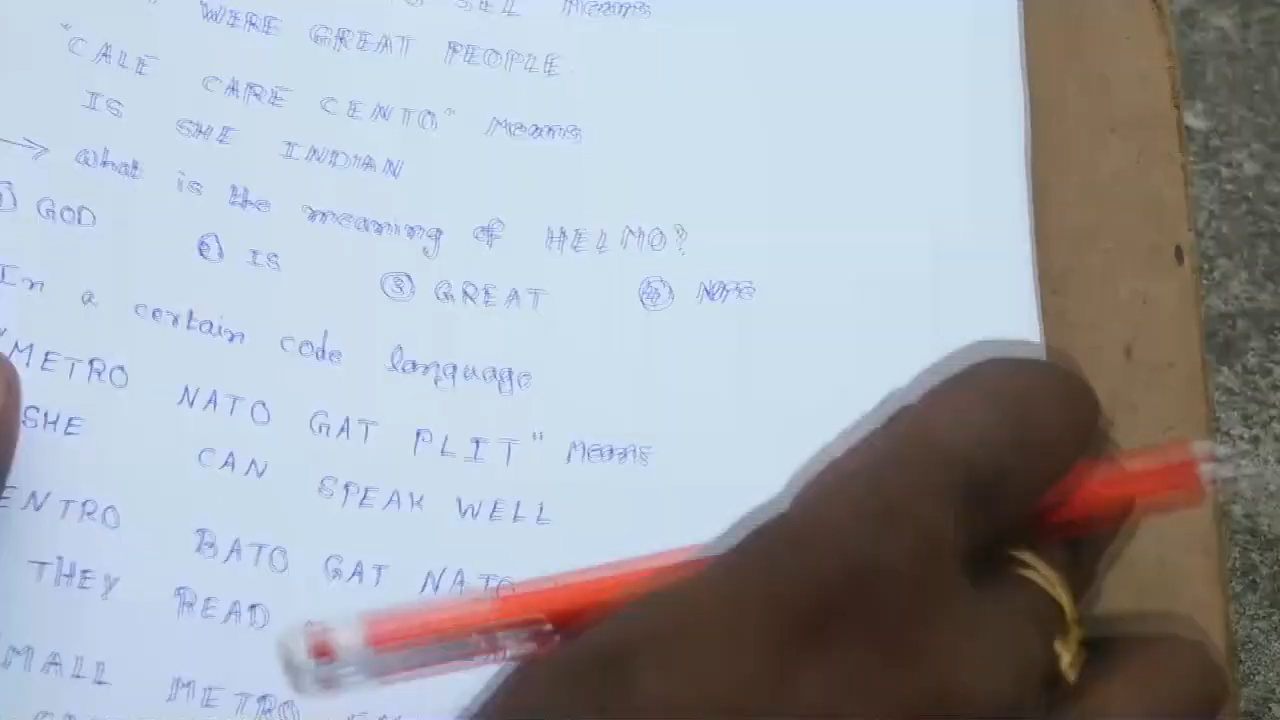 SEL Means
WERE GREAT PEOPLE
"CALE CARE CENTO" Means
IS SHE INDIAN
→ what is the meaning of HELMO?
1) GOD ② IS ③ GREAT ④ NONE
In a certain code language
"METRO NATO GAT PLIT" Means
SHE CAN SPEAK WELL
ENTRO BATO GAT NATO
THEY READ
MALL METRO